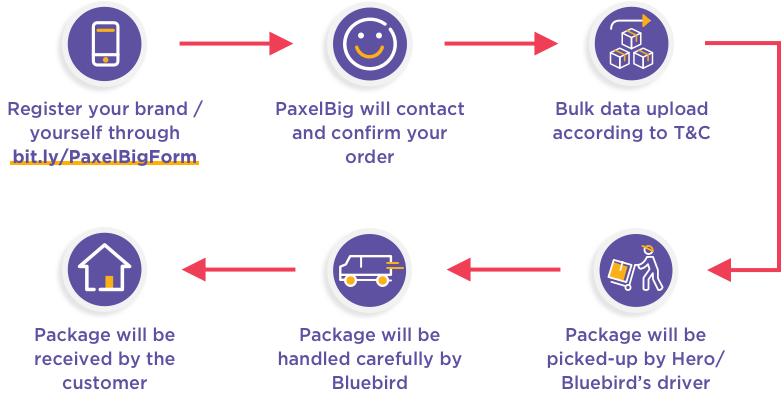 Register your brand /
yourself through
bit.ly/PaxelBigForm
PaxelBig will contact
and confirm your
order
Bulk data upload
according to T&C
Package will be
picked-up by Hero/
Bluebird’s driver
Package will be
handled carefully by
Bluebird
Package will be
received by the
customer